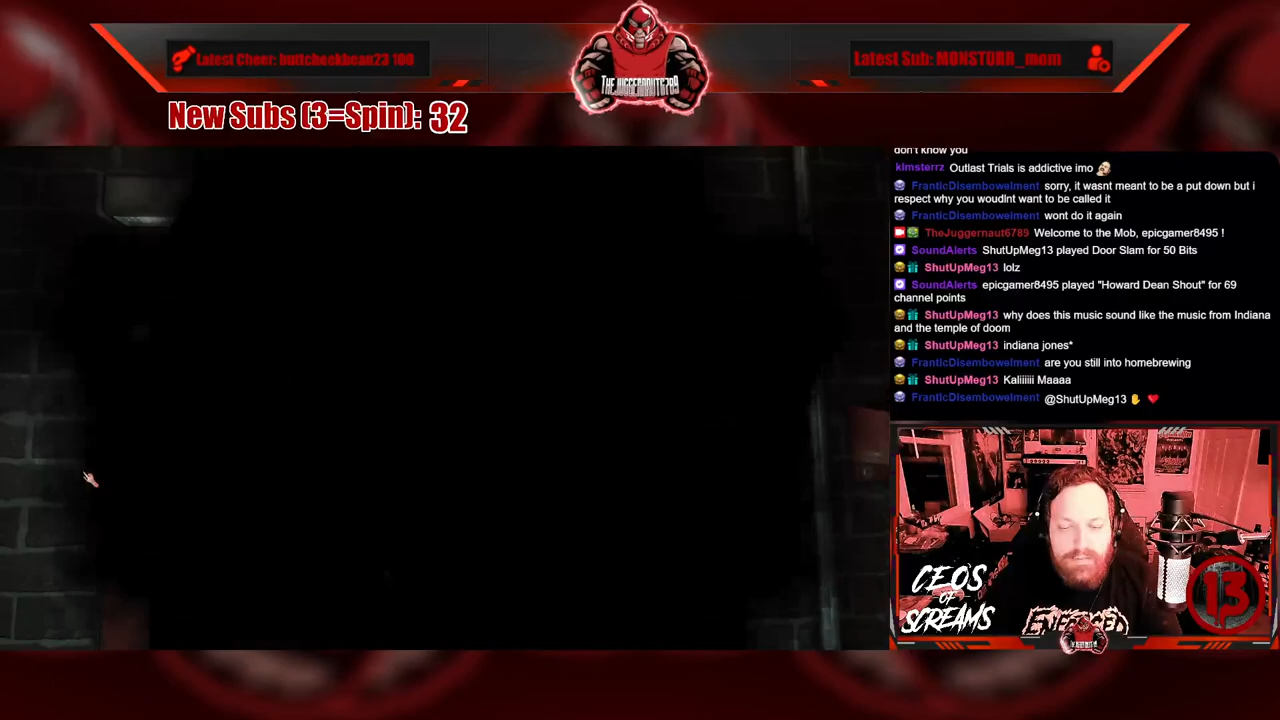 Latest Cheer: buttcheekbean23 100
THEJUGGERNAUT6789
Latest Sub: MONSTORR_mom
New Subs (3=Spin): 32
don't know you
kimsterrz Outlast Trials is addictive imo
FranticDisembowelment sorry, it wasnt meant to be a put down but i
respect why you woudlnt want to be called it
FranticDisembowelment wont do it again
TheJuggernaut6789 Welcome to the Mob, epicgamer8495 !
SoundAlerts ShutUpMeg13 played Door Slam for 50 Bits
ShutUpMeg13 lolz
SoundAlerts epicgamer8495 played "Howard Dean Shout" for 69
channel points
ShutUpMeg13 why does this music sound like the music from Indiana
and the temple of doom
ShutUpMeg13 indiana jones*
FranticDisembowelment are you still into homebrewing
ShutUpMeg13 Kaliiiiii Maaaa
FranticDisembowelment @ShutUpMeg13
CEO'S
OF
SCREAMS
13